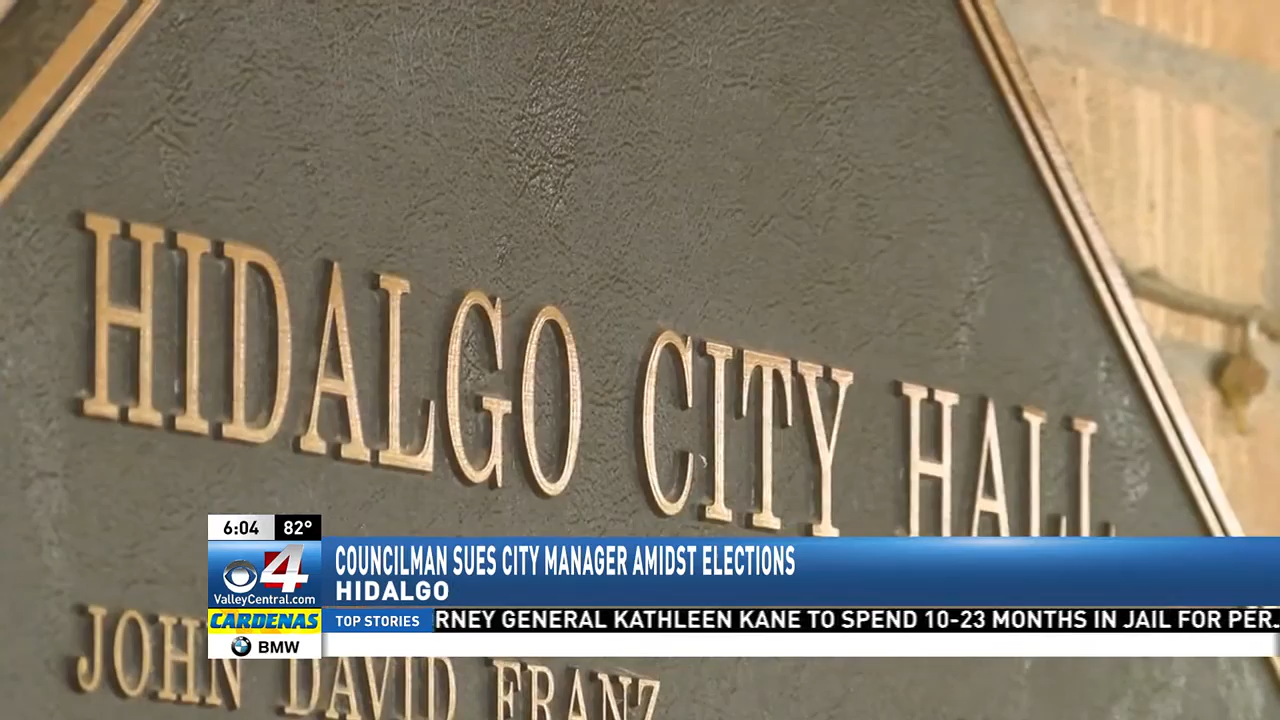 HIDALGO CITY HALL
6:04 82°
4
COUNCILMAN SUES CITY MANAGER AMIDST ELECTIONS
HIDALGO
ValleyCentral.com
CARDENAS
TOP STORIES RNEY GENERAL KATHLEEN KANE TO SPEND 10-23 MONTHS IN JAIL FOR PER
BMW
JOHN DAVID FRANZ